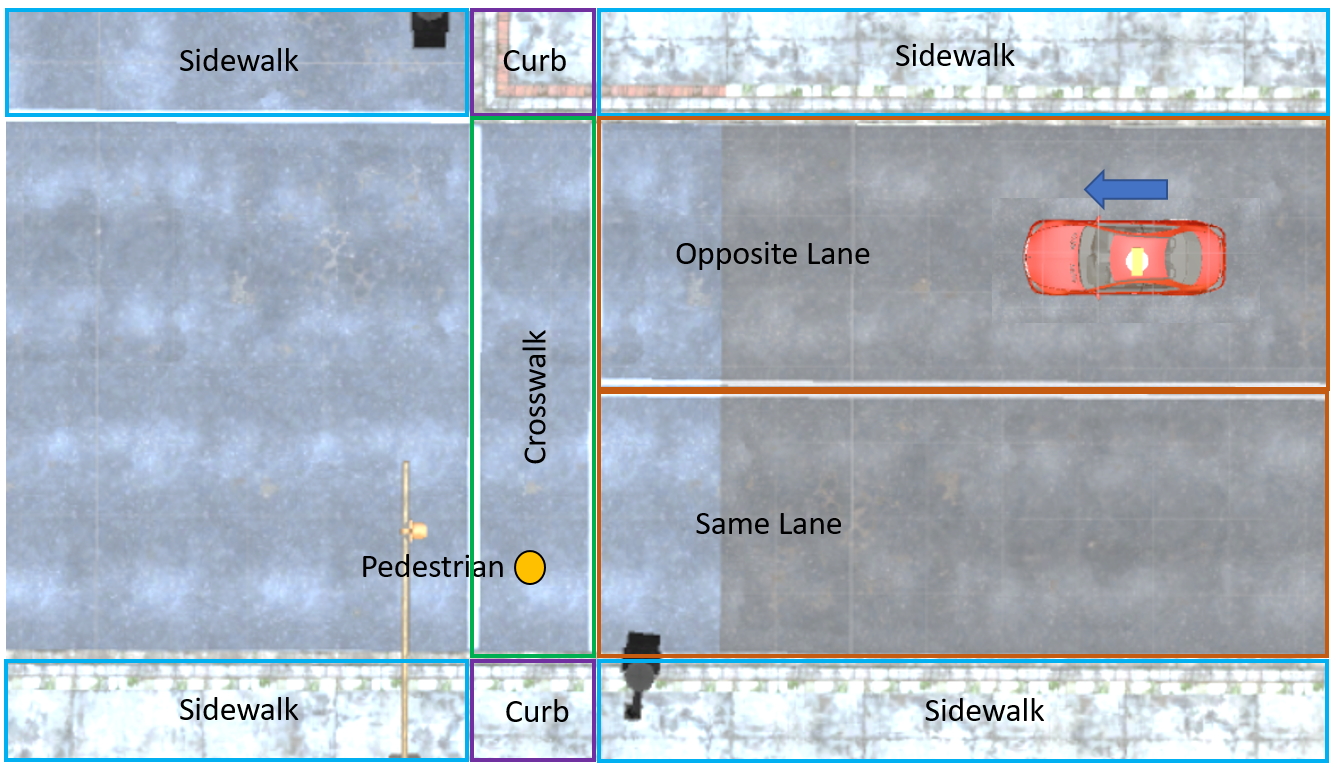 Sidewalk
Curb
Sidewalk
Opposite Lane
Crosswalk
Same Lane
Pedestrian
Sidewalk
Curb
Sidewalk